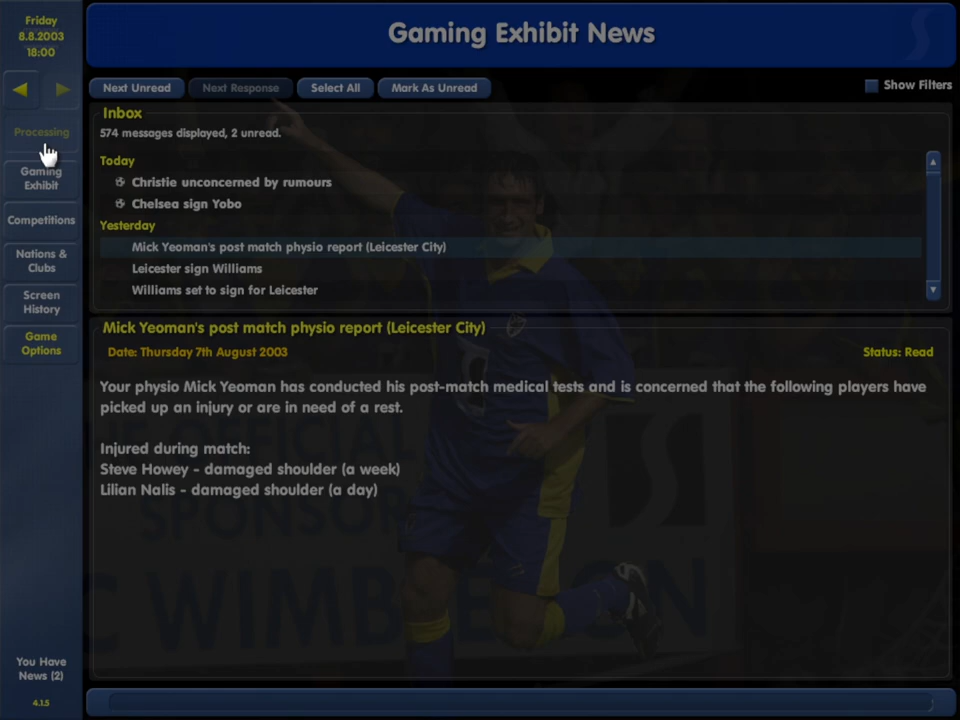 Friday
8.8.2003
18:00
Processing
Gaming
Exhibit
Competitions
Nations &
Clubs
Screen
History
Game
Options
You Have
News (2)
4.1.5
Gaming Exhibit News
Next Unread
Next Response
Select All
Mark As Unread
Show Filters
Inbox
574 messages displayed, 2 unread.
Today
Christie unconcerned by rumours
Chelsea sign Yobo
Yesterday
Mick Yeoman's post match physio report (Leicester City)
Leicester sign Williams
Williams set to sign for Leicester
Mick Yeoman's post match physio report (Leicester City)
Date: Thursday 7th August 2003
Status: Read
Your physio Mick Yeoman has conducted his post-match medical tests and is concerned that the following players have
picked up an injury or are in need of a rest.
Injured during match:
Steve Howey - damaged shoulder (a week)
Lilian Nalis - damaged shoulder (a day)
OFFICIAL
SPONSOR